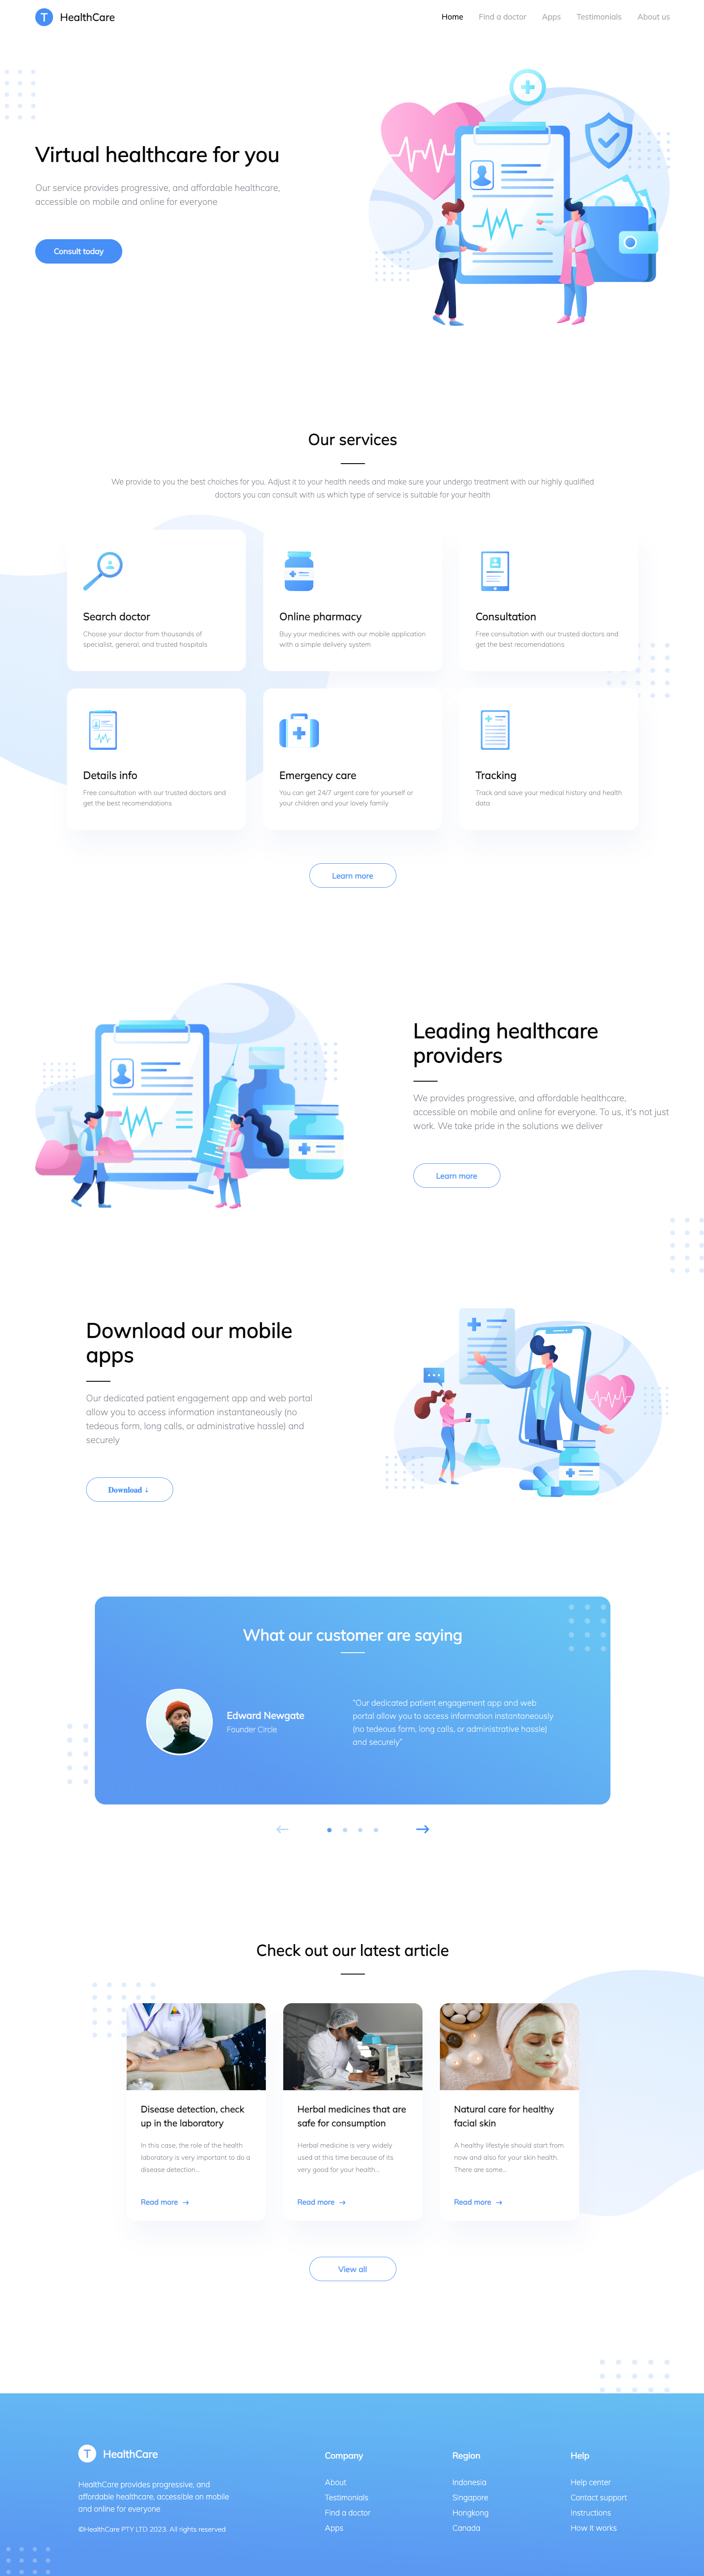 T HealthCare
Home Find a doctor Apps Testimonials About us
Virtual healthcare for you
Our service provides progressive, and affordable healthcare,
accessible on mobile and online for everyone
Consult today
Our services
We provide to you the best choiches for you. Adjust it to your health needs and make sure your undergo treatment with our highly qualified
doctors you can consult with us which type of service is suitable for your health
Search doctor
Choose your doctor from thousands of
specialist, general, and trusted hospitals
Online pharmacy
Buy your medicines with our mobile application
with a simple delivery system
Consultation
Free consultation with our trusted doctors and
get the best recomendations
Details info
Free consultation with our trusted doctors and
get the best recomendations
Emergency care
You can get 24/7 urgent care for yourself or
your children and your lovely family
Tracking
Track and save your medical history and health
data
Learn more
Leading healthcare
providers
We provides progressive, and affordable healthcare,
accessible on mobile and online for everyone. To us, it's not just
work. We take pride in the solutions we deliver
Learn more
Download our mobile
apps
Our dedicated patient engagement app and web portal
allow you to access information instantaneously (no
tedeous form, long calls, or administrative hassle) and
securely
Download ↓
What our customer are saying
Edward Newgate
Founder Circle
"Our dedicated patient engagement app and web
portal allow you to access information instantaneously
(no tedeous form, long calls, or administrative hassle)
and securely"
Check out our latest article
Disease detection, check
up in the laboratory
In this case, the role of the health
laboratory is very important to do a
disease detection...
Read more →
Herbal medicines that are
safe for consumption
Herbal medicine is very widely
used at this time because of its
very good for your health...
Read more →
Natural care for healthy
facial skin
A healthy lifestyle should start from
now and also for your skin health.
There are some...
Read more →
View all
T HealthCare
HealthCare provides progressive, and
affordable healthcare, accessible on mobile
and online for everyone
©HealthCare PTY LTD 2023. All rights reserved
Company
About
Testimonials
Find a doctor
Apps
Region
Indonesia
Singapore
Hongkong
Canada
Help
Help center
Contact support
Instructions
How it works